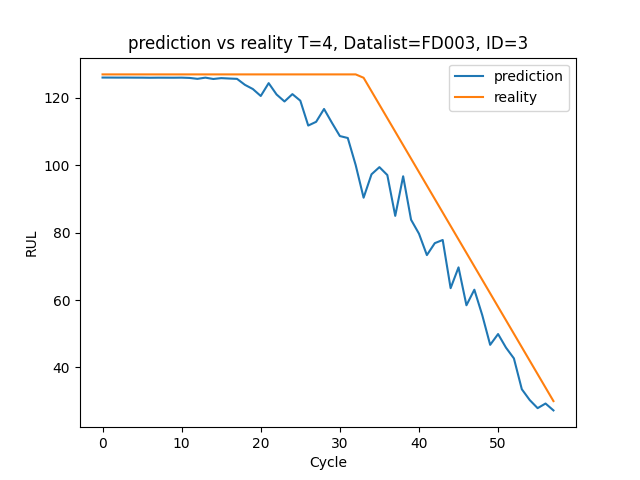 prediction vs reality T=4, Datalist=FD003, ID=3
prediction
reality
120
100
80
60
40
RUL
0 10 20 30 40 50
Cycle